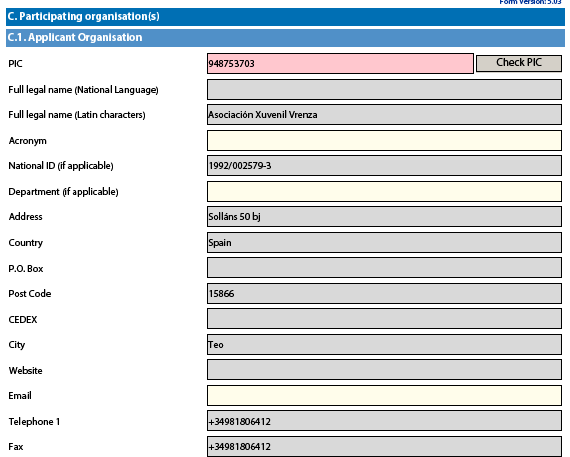 Form Version: 5.03
C. Participating organisation(s)
C.1. Applicant Organisation
PIC 948753703 Check PIC
Full legal name (National Language)
Full legal name (Latin characters) Asociación Xuvenil Vrenza
Acronym
National ID (if applicable) 1992/002579-3
Department (if applicable)
Address Solláns 50 bj
Country Spain
P.O. Box
Post Code 15866
CEDEX
City Teo
Website
Email
Telephone 1 +34981806412
Fax +34981806412